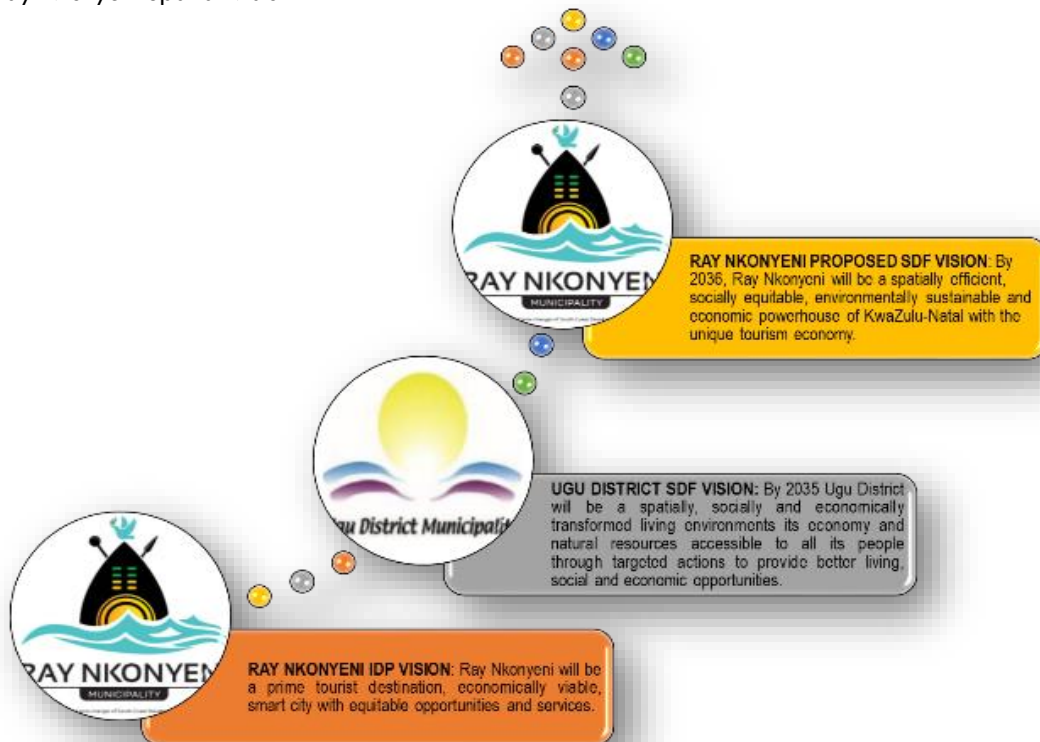 RAY NKONYENI
MUNICIPALITY
RAY NKONYENI PROPOSED SDF VISION: By
2036, Ray Nkonyeni will be a spatially efficient,
socially equitable, environmentally sustainable and
economic powerhouse of KwaZulu-Natal with the
unique tourism economy.
Ugu District Municipality
UGU DISTRICT SDF VISION: By 2035 Ugu District
will be a spatially, socially and economically
transformed living environments its economy and
natural resources accessible to all its people
through targeted actions to provide better living,
social and economic opportunities.
RAY NKONYENI
MUNICIPALITY
RAY NKONYENI IDP VISION: Ray Nkonyeni will be
a prime tourist destination, economically viable,
smart city with equitable opportunities and services.